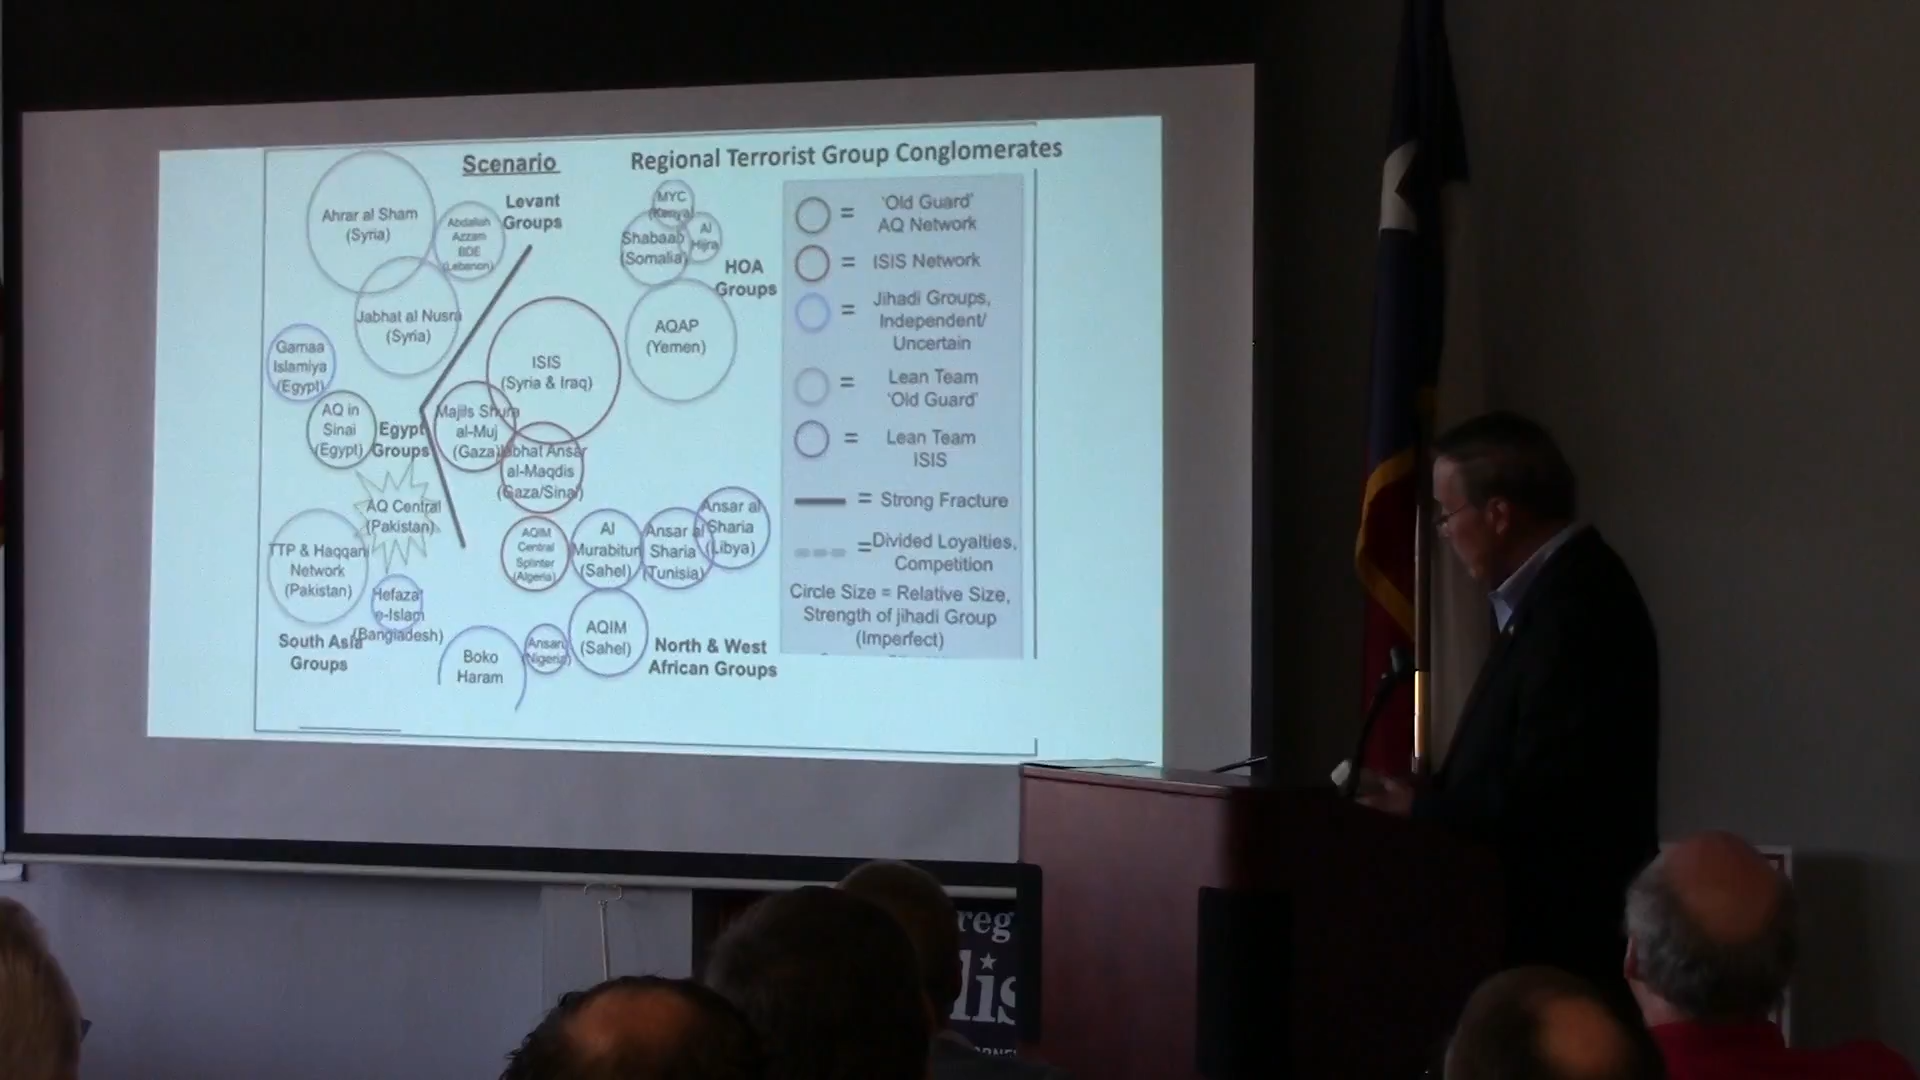 Scenario
Regional Terrorist Group Conglomerates
Ahrar al Sham
(Syria)
Abdallah
Azzam
BDE
(Lebanon)
Levant
Groups
Jabhat al Nusra
(Syria)
Gamaa
Islamiya
(Egypt)
AQ in
Sinai
(Egypt)
Egypt
Groups
ISIS
(Syria & Iraq)
Majlis Shura
al-Muj
(Gaza)
Jabhat Ansar
al-Maqdis
(Gaza/Sinai)
MYC
(Kenya)
Shabaab
(Somalia)
Al
Hijra
HOA
Groups
AQAP
(Yemen)
AQ Central
(Pakistan)
TTP & Haqqani
Network
(Pakistan)
Hefazat
e-Islam
(Bangladesh)
South Asia
Groups
AQIM
Central
Splinter
(Algeria)
Al
Murabitun
(Sahel)
Ansar al
Sharia
(Tunisia)
Ansar al
Sharia
(Libya)
Boko
Haram
Ansaru
(Nigeria)
AQIM
(Sahel)
North & West
African Groups
= 'Old Guard'
AQ Network
= ISIS Network
= Jihadi Groups,
Independent/
Uncertain
= Lean Team
'Old Guard'
= Lean Team
ISIS
= Strong Fracture
= Divided Loyalties,
Competition
Circle Size = Relative Size,
Strength of jihadi Group
(Imperfect)
reg
lis